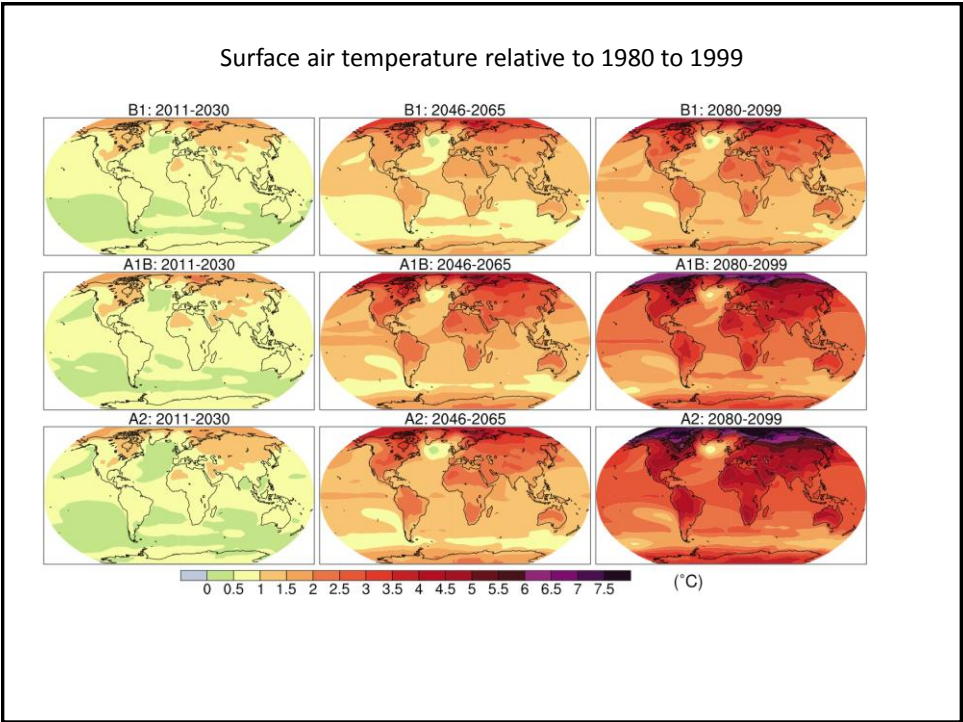 Surface air temperature relative to 1980 to 1999
B1: 2011-2030 B1: 2046-2065 B1: 2080-2099
A1B: 2011-2030 A1B: 2046-2065 A1B: 2080-2099
A2: 2011-2030 A2: 2046-2065 A2: 2080-2099
0 0.5 1 1.5 2 2.5 3 3.5 4 4.5 5 5.5 6 6.5 7 7.5 (˚C)